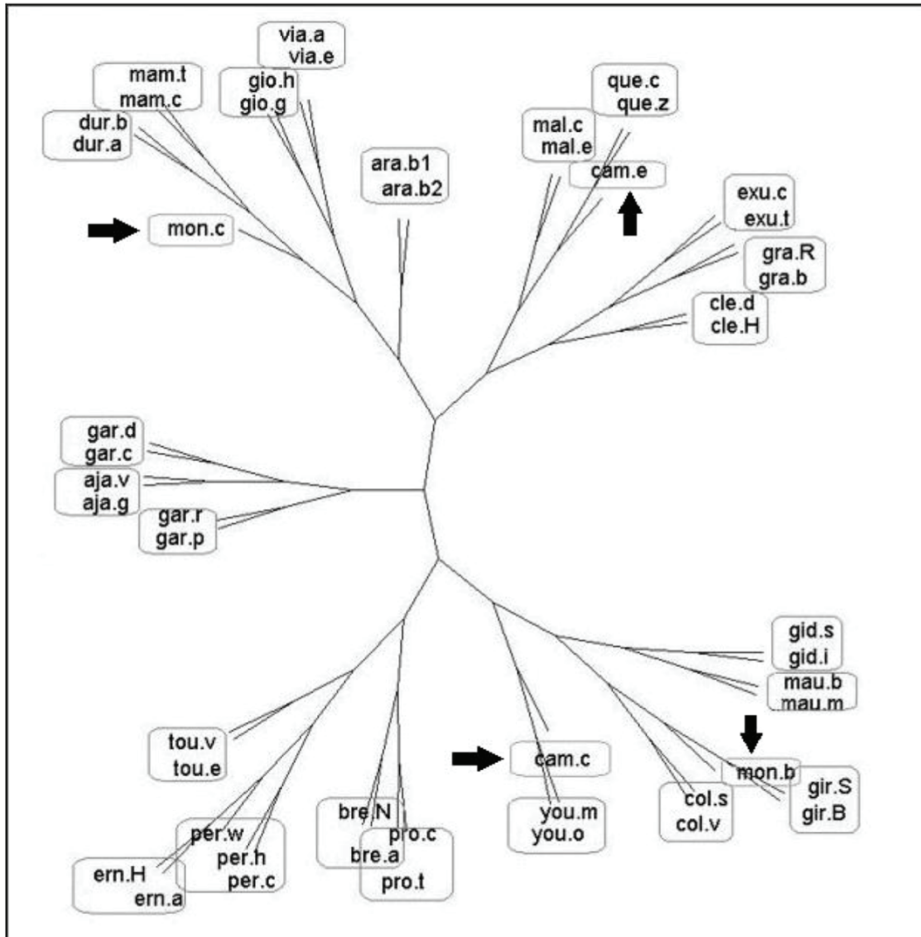 via.a
via.e
mam.t
mam.c
gio.h
gio.g
dur.b
dur.a
mon.c
ara.b1
ara.b2
que.c
que.z
mal.c
mal.e
cam.e
exu.c
exu.t
gra.R
gra.b
cle.d
cle.H
gar.d
gar.c
aja.v
aja.g
gar.r
gar.p
gid.s
gid.i
mau.b
mau.m
mon.b
gir.S
gir.B
col.s
col.v
cam.c
you.m
you.o
tou.v
tou.e
bre.N
bre.a
pro.c
pro.t
per.w
per.h
per.c
ern.H
ern.a